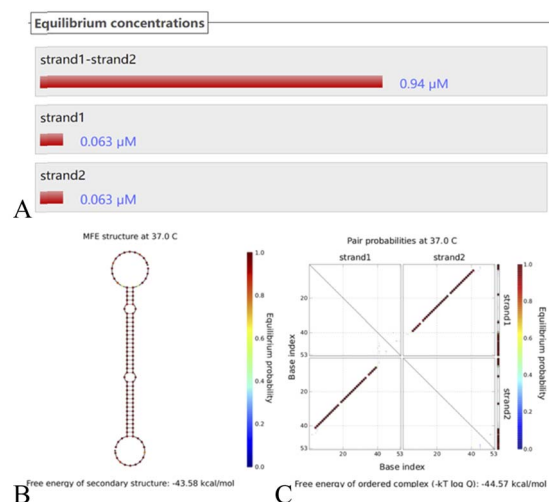 Equilibrium concentrations
strand1-strand2
0.94 µM
strand1
0.063 µM
strand2
0.063 µM
A
MFE structure at 37.0 C
1.0
0.8
0.6
0.4
0.2
0.0
Equilibrium probability
B
Free energy of secondary structure: -43.58 kcal/mol
Pair probabilities at 37.0 C
strand1 strand2
20
40
53
20
40
53
Base index
strand1
strand2
20 40 53 20 40 53
Base index
1.0
0.8
0.6
0.4
0.2
0.0
Equilibrium probability
C
Free energy of ordered complex (-kT log Q): -44.57 kcal/mol